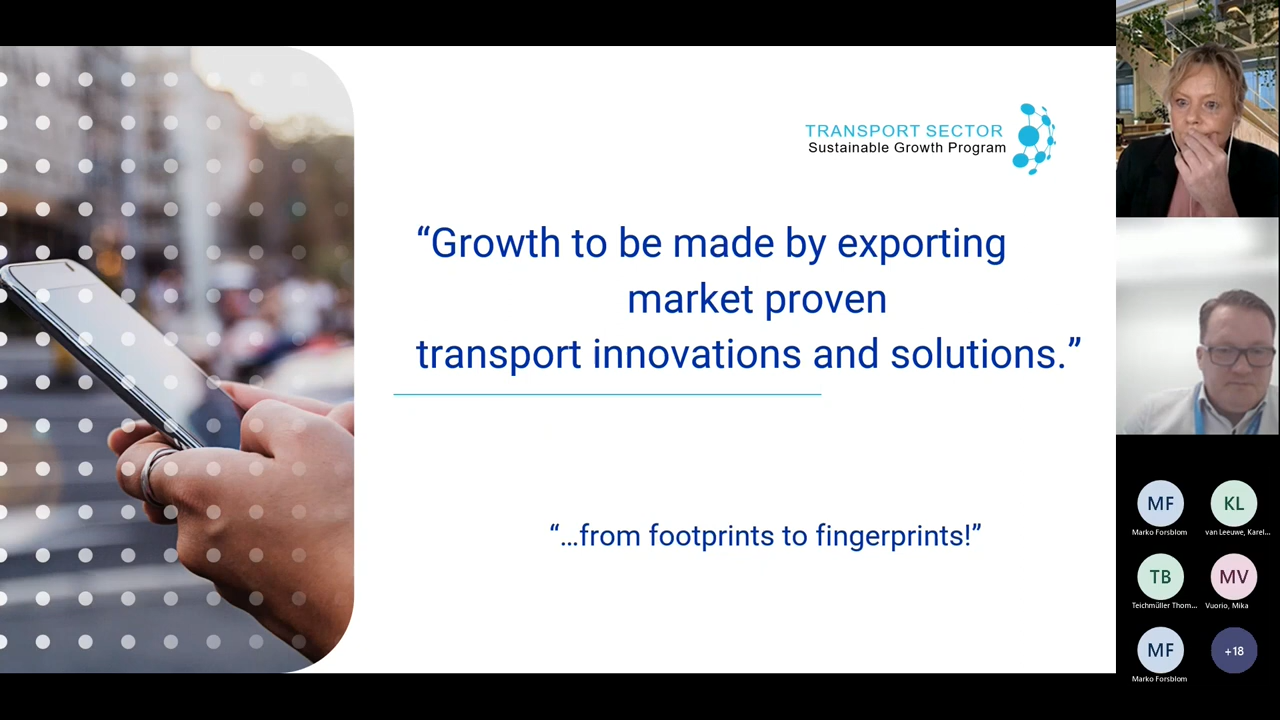 TRANSPORT SECTOR
Sustainable Growth Program
“Growth to be made by exporting
market proven
transport innovations and solutions.”
“...from footprints to fingerprints!”
MF
KL
Marko Forsblom
van Leeuwe, Karel...
TB
MV
Teichmüller Thom...
Vuorio, Mika
MF
+18
Marko Forsblom